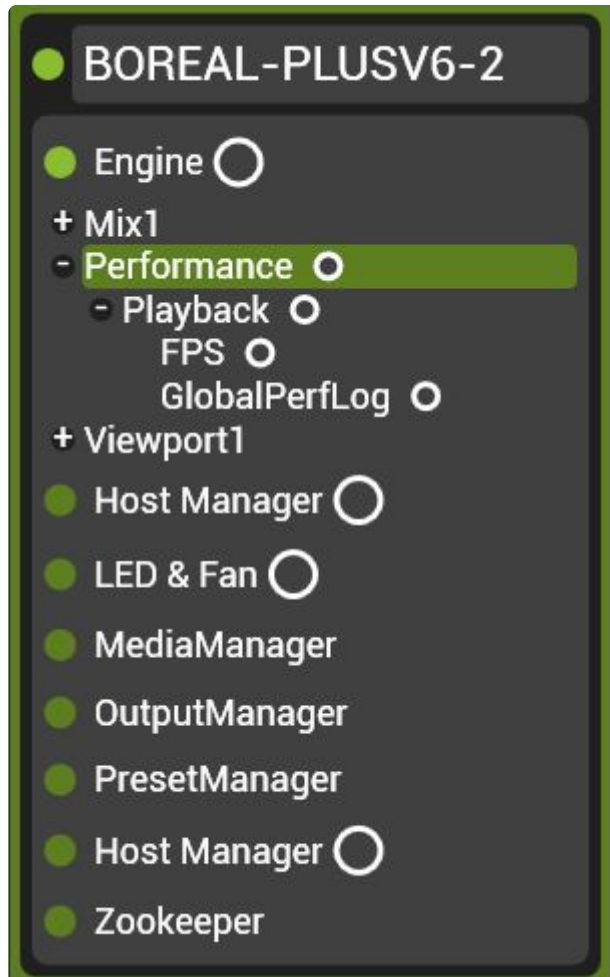 BOREAL-PLUSV6-2
Engine
+ Mix1
- Performance
- Playback
FPS
GlobalPerfLog
+ Viewport1
Host Manager
LED & Fan
MediaManager
OutputManager
PresetManager
Host Manager
Zookeeper